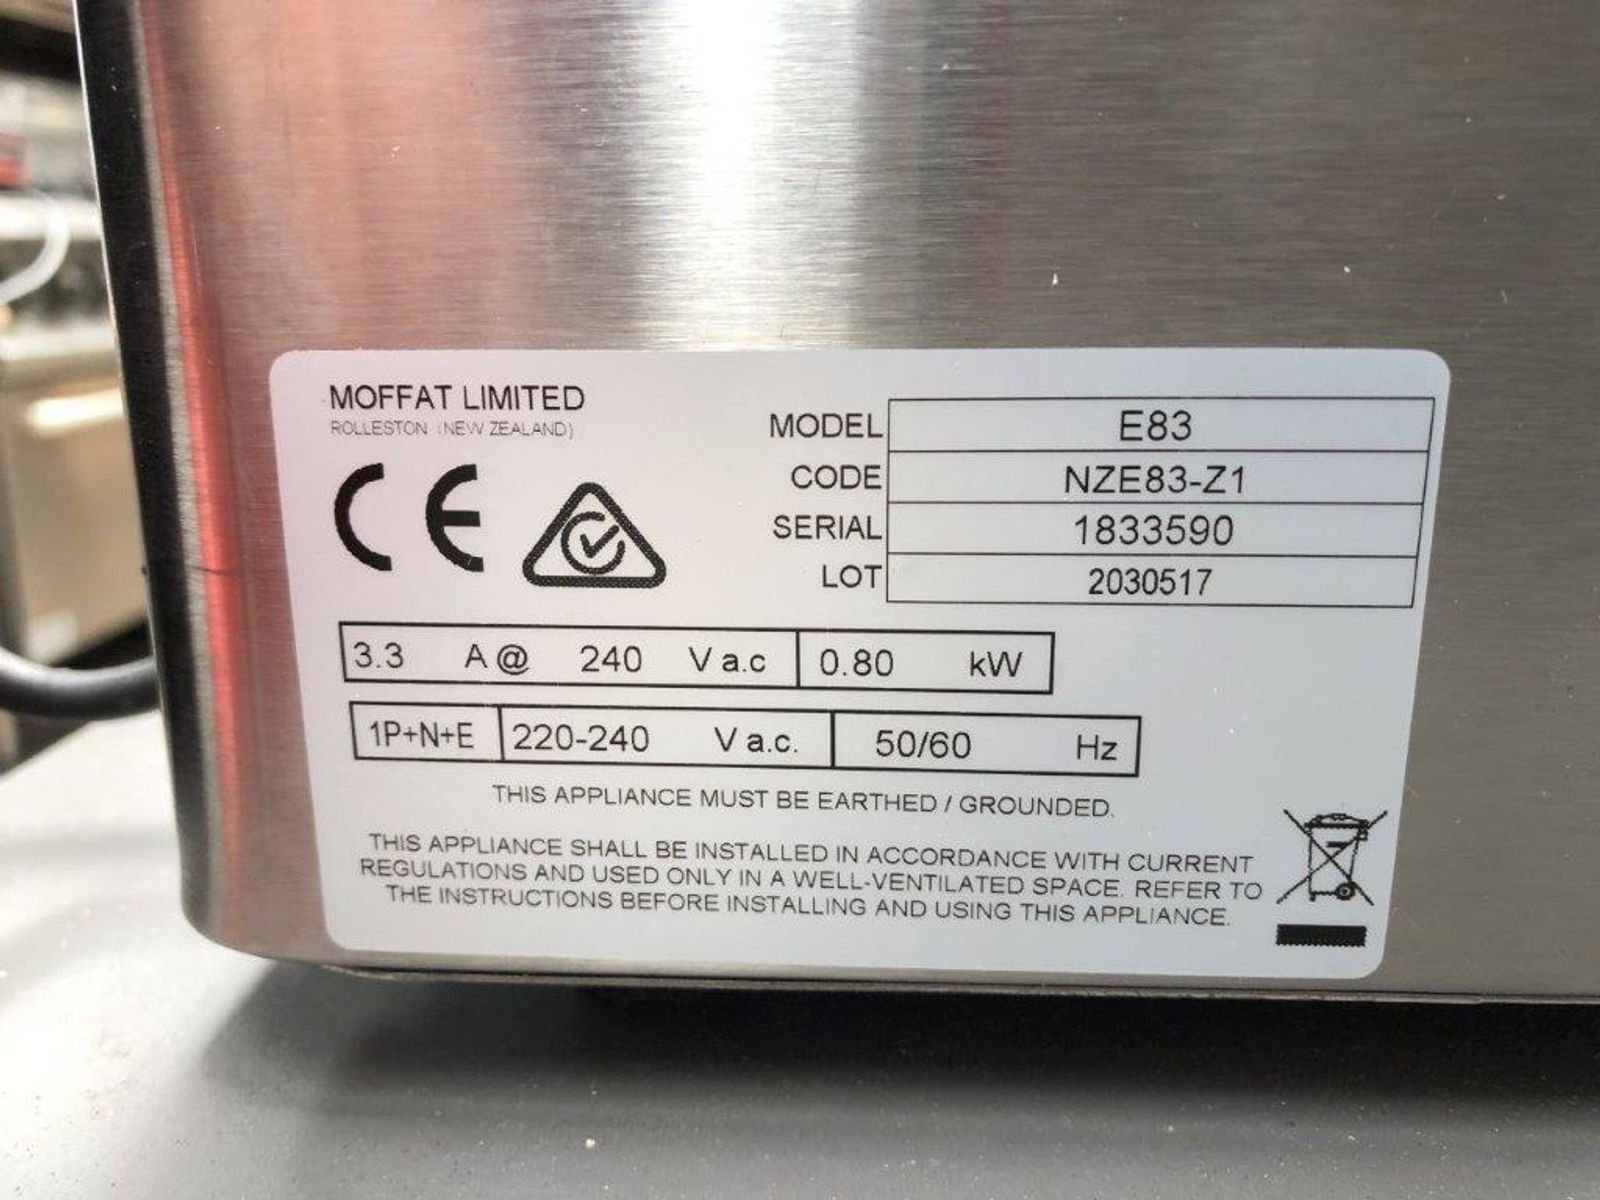 MOFFAT LIMITED
ROLLESTON (NEW ZEALAND)
CE
MODEL E83
CODE NZE83-Z1
SERIAL 1833590
LOT 2030517
3.3 A @ 240 V a.c 0.80 kW
1P+N+E 220-240 V a.c. 50/60 Hz
THIS APPLIANCE MUST BE EARTHED / GROUNDED.
THIS APPLIANCE SHALL BE INSTALLED IN ACCORDANCE WITH CURRENT
REGULATIONS AND USED ONLY IN A WELL-VENTILATED SPACE. REFER TO
THE INSTRUCTIONS BEFORE INSTALLING AND USING THIS APPLIANCE.